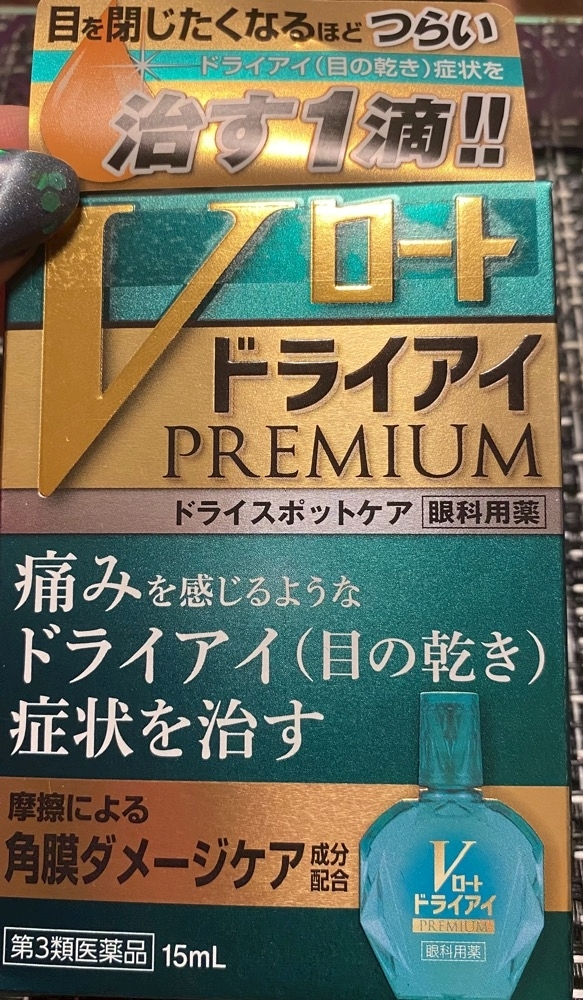 目を閉じたくなるほど つらい
ドライアイ(目の乾き)症状を
治す1滴!!
Vロート
ドライアイ
PREMIUM
ドライスポットケア 眼科用薬
痛みを感じるような
ドライアイ(目の乾き)
症状を治す
摩擦による
角膜ダメージケア成分配合
第3類医薬品 15mL
Vロート
ドライアイ
PREMIUM
眼科用薬